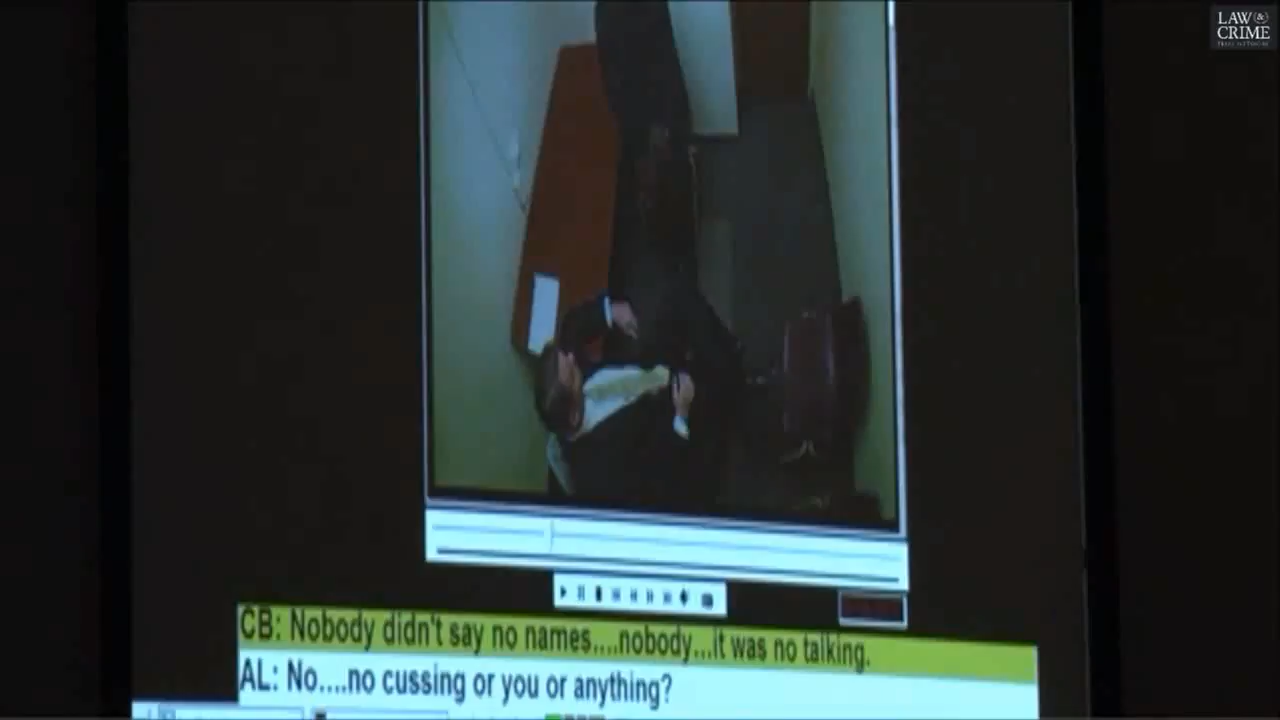 LAW &
CRIME
CB: Nobody didn't say no names....nobody...it was no talking.
AL: No....no cussing or you or anything?